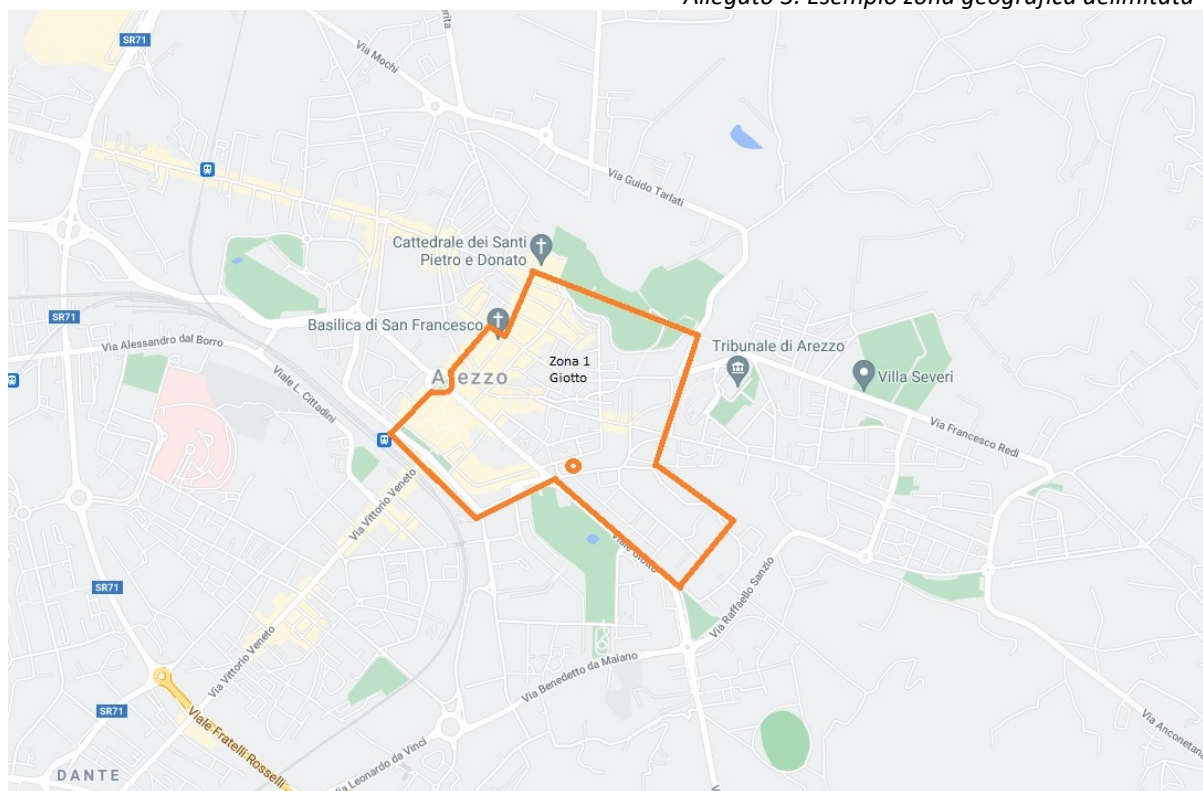 Allegato 3: Esempio zona geografica delimitata
SR71
Via Mochi
Via Guido Tarlati
Cattedrale dei Santi
Pietro e Donato
SR71
Basilica di San Francesco
Via Alessandro dal Borro
Viale L. Cittadini
Zona 1
Giotto
Arezzo
Tribunale di Arezzo
Villa Severi
Via Francesco Redi
Via Vittorio Veneto
Viale Giotto
Via Raffaello Sanzio
SR71
Via Vittorio Veneto
Via Benedetto da Maiano
SR71
Viale Fratelli Rosselli
Via Leonardo da Vinci
Via Anconetana
DANTE